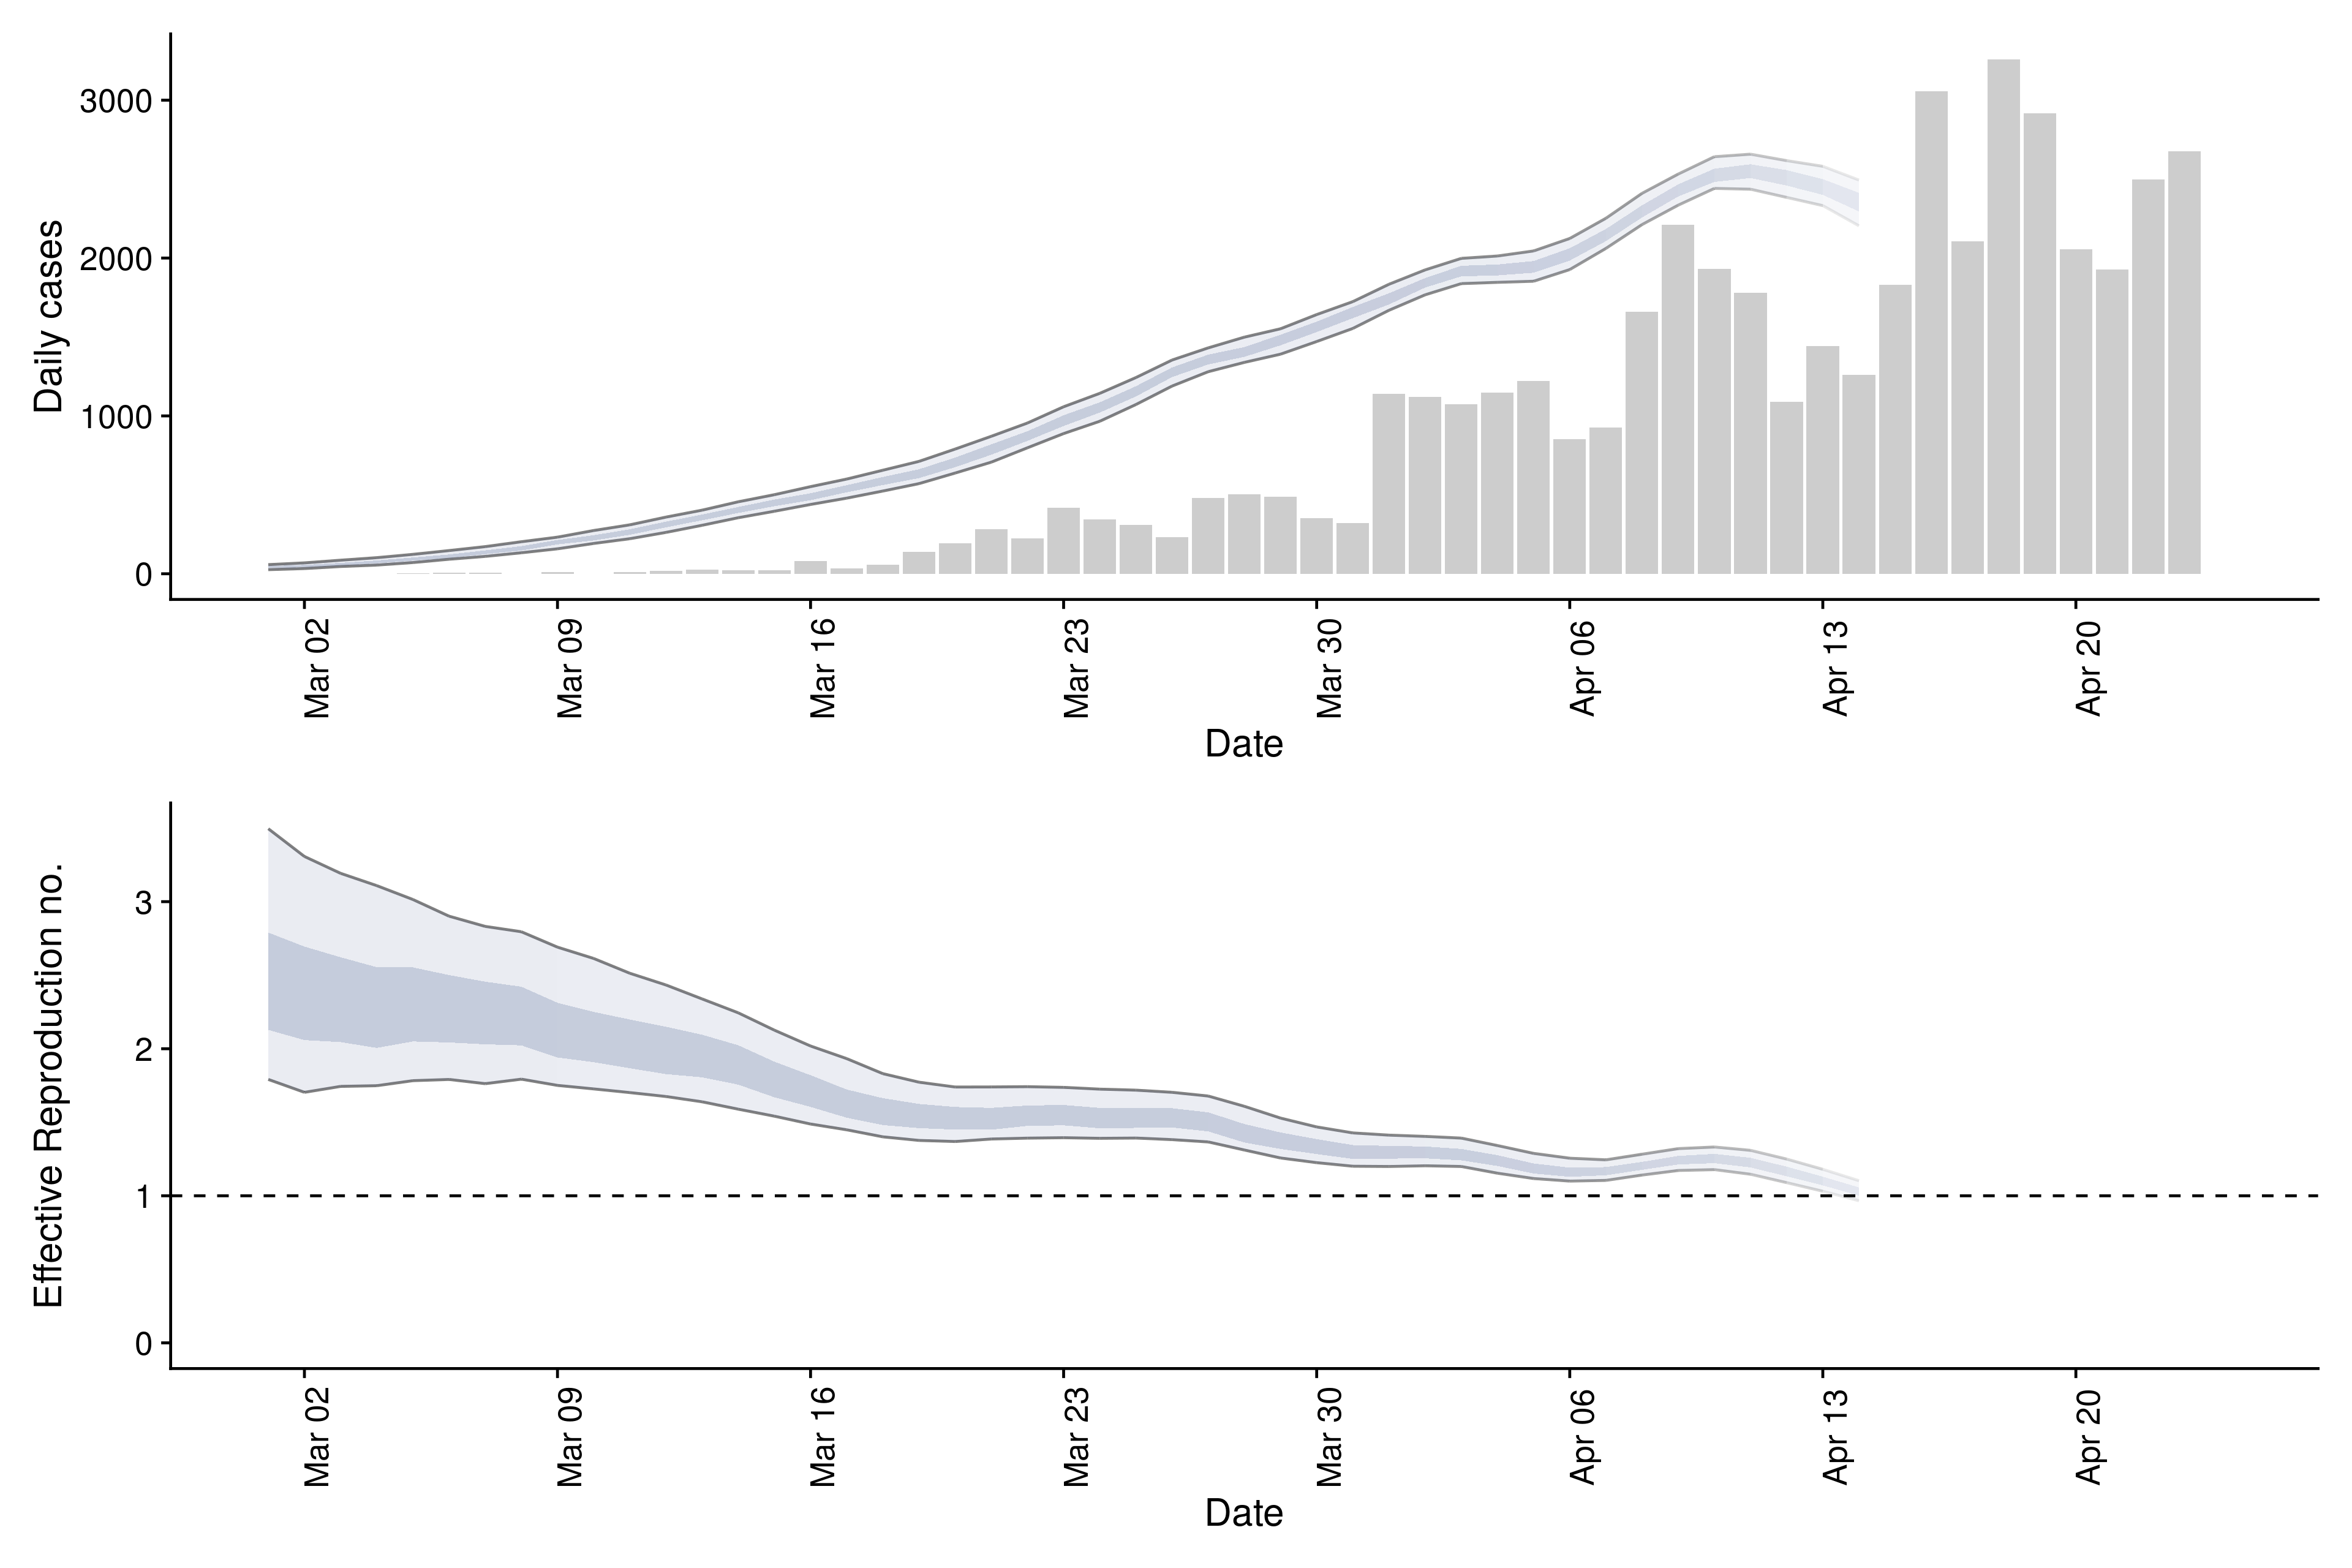 Daily cases
3000
2000
1000
0
Mar 02
Mar 09
Mar 16
Mar 23
Mar 30
Apr 06
Apr 13
Apr 20
Date
Effective Reproduction no.
3
2
1
0
Mar 02
Mar 09
Mar 16
Mar 23
Mar 30
Apr 06
Apr 13
Apr 20
Date